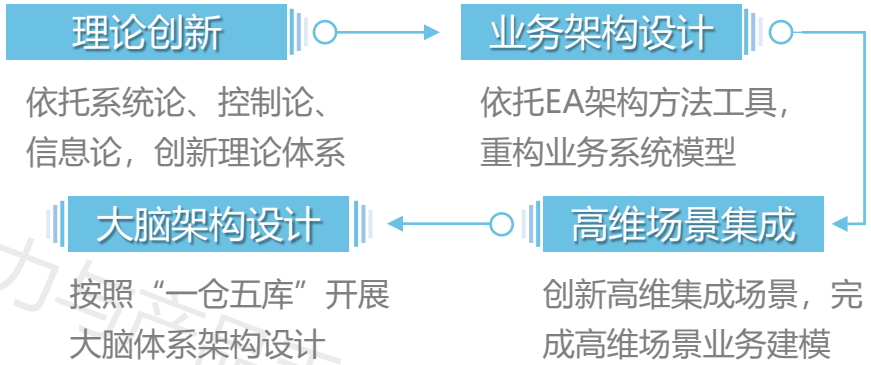 理论创新
业务架构设计
依托系统论、控制论、
信息论，创新理论体系
依托EA架构方法工具，
重构业务系统模型
大脑架构设计
高维场景集成
按照“一仓五库”开展
大脑体系架构设计
创新高维集成场景，完
成高维场景业务建模